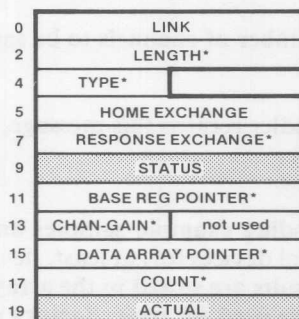 0 LINK
2 LENGTH*
4 TYPE*
5 HOME EXCHANGE
7 RESPONSE EXCHANGE*
9 STATUS
11 BASE REG POINTER*
13 CHAN-GAIN* not used
15 DATA ARRAY POINTER*
17 COUNT*
19 ACTUAL